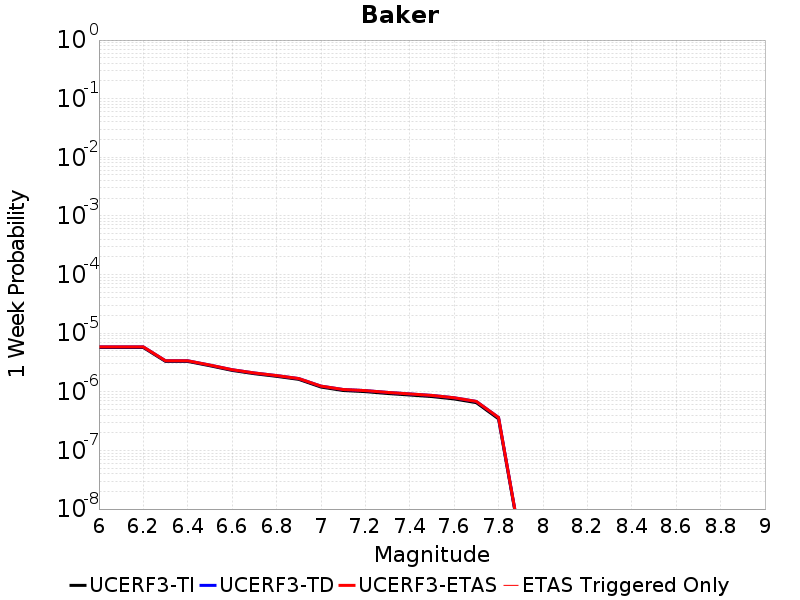 Baker
10^0
10^-1
10^-2
10^-3
10^-4
10^-5
10^-6
10^-7
10^-8
1 Week Probability
6 6.2 6.4 6.6 6.8 7 7.2 7.4 7.6 7.8 8 8.2 8.4 8.6 8.8 9
Magnitude
UCERF3-TI UCERF3-TD UCERF3-ETAS ETAS Triggered Only